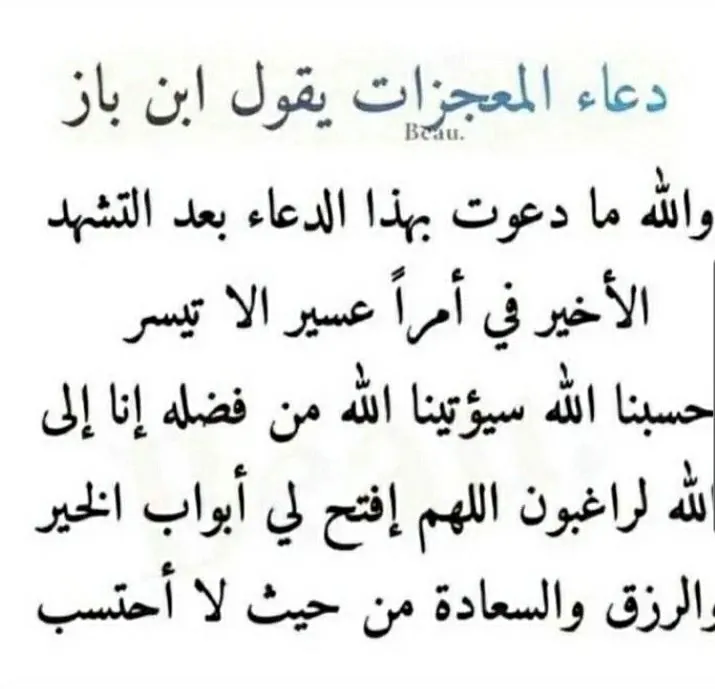 دعاء المعجزات يقول ابن باز
Beau.
والله ما دعوت بهذا الدعاء بعد التشهد
الأخير في أمراً عسير الا تيسر
حسبنا الله سيؤتينا الله من فضله إنا إلى
الله لراغبون اللهم إفتح لي أبواب الخير
والرزق والسعادة من حيث لا أحتسب